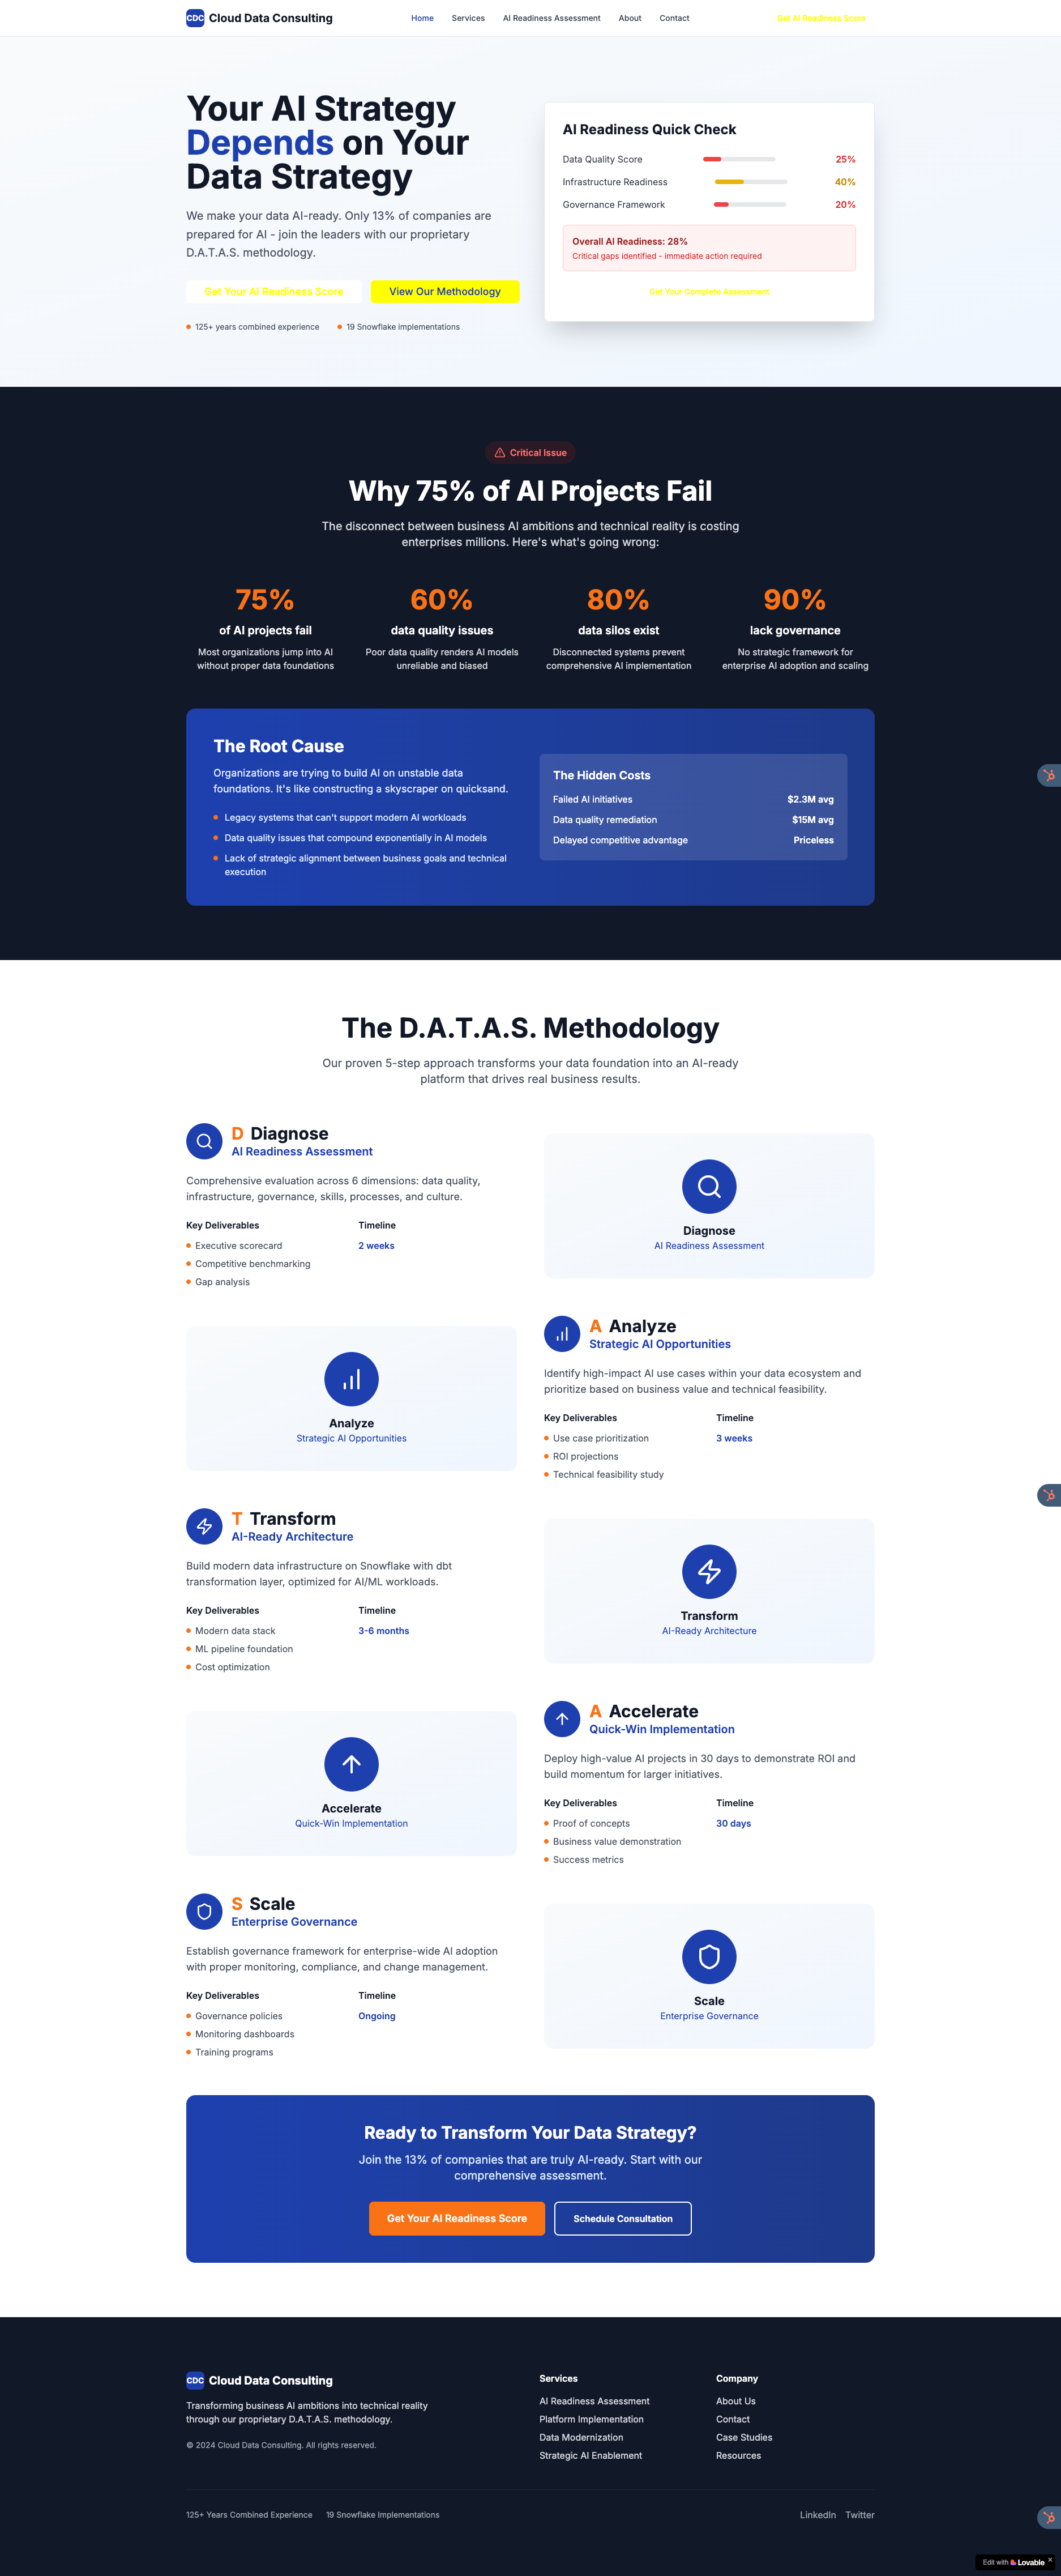 CDC Cloud Data Consulting
Home
Services
AI Readiness Assessment
About
Contact
Get AI Readiness Score
Your AI Strategy
Depends on Your
Data Strategy
We make your data AI-ready. Only 13% of companies are
prepared for AI - join the leaders with our proprietary
D.A.T.A.S. methodology.
Get Your AI Readiness Score
View Our Methodology
125+ years combined experience
19 Snowflake implementations
AI Readiness Quick Check
Data Quality Score 25%
Infrastructure Readiness 40%
Governance Framework 20%
Overall AI Readiness: 28%
Critical gaps identified - immediate action required
Get Your Complete Assessment
Critical Issue
Why 75% of AI Projects Fail
The disconnect between business AI ambitions and technical reality is costing
enterprises millions. Here's what's going wrong:
75%
of AI projects fail
Most organizations jump into AI
without proper data foundations
60%
data quality issues
Poor data quality renders AI models
unreliable and biased
80%
data silos exist
Disconnected systems prevent
comprehensive AI implementation
90%
lack governance
No strategic framework for
enterprise AI adoption and scaling
The Root Cause
Organizations are trying to build AI on unstable data
foundations. It's like constructing a skyscraper on quicksand.
Legacy systems that can't support modern AI workloads
Data quality issues that compound exponentially in AI models
Lack of strategic alignment between business goals and technical
execution
The Hidden Costs
Failed AI initiatives $2.3M avg
Data quality remediation $15M avg
Delayed competitive advantage Priceless
The D.A.T.A.S. Methodology
Our proven 5-step approach transforms your data foundation into an AI-ready
platform that drives real business results.
D Diagnose
AI Readiness Assessment
Comprehensive evaluation across 6 dimensions: data quality,
infrastructure, governance, skills, processes, and culture.
Key Deliverables
Executive scorecard
Competitive benchmarking
Gap analysis
Timeline
2 weeks
Diagnose
AI Readiness Assessment
Analyze
Strategic AI Opportunities
A Analyze
Strategic AI Opportunities
Identify high-impact AI use cases within your data ecosystem and
prioritize based on business value and technical feasibility.
Key Deliverables
Use case prioritization
ROI projections
Technical feasibility study
Timeline
3 weeks
T Transform
AI-Ready Architecture
Build modern data infrastructure on Snowflake with dbt
transformation layer, optimized for AI/ML workloads.
Key Deliverables
Modern data stack
ML pipeline foundation
Cost optimization
Timeline
3-6 months
Transform
AI-Ready Architecture
Accelerate
Quick-Win Implementation
A Accelerate
Quick-Win Implementation
Deploy high-value AI projects in 30 days to demonstrate ROI and
build momentum for larger initiatives.
Key Deliverables
Proof of concepts
Business value demonstration
Success metrics
Timeline
30 days
S Scale
Enterprise Governance
Establish governance framework for enterprise-wide AI adoption
with proper monitoring, compliance, and change management.
Key Deliverables
Governance policies
Monitoring dashboards
Training programs
Timeline
Ongoing
Scale
Enterprise Governance
Ready to Transform Your Data Strategy?
Join the 13% of companies that are truly AI-ready. Start with our
comprehensive assessment.
Get Your AI Readiness Score
Schedule Consultation
CDC Cloud Data Consulting
Transforming business AI ambitions into technical reality
through our proprietary D.A.T.A.S. methodology.
© 2024 Cloud Data Consulting. All rights reserved.
Services
AI Readiness Assessment
Platform Implementation
Data Modernization
Strategic AI Enablement
Company
About Us
Contact
Case Studies
Resources
125+ Years Combined Experience
19 Snowflake Implementations
LinkedIn
Twitter
Edit with Lovable